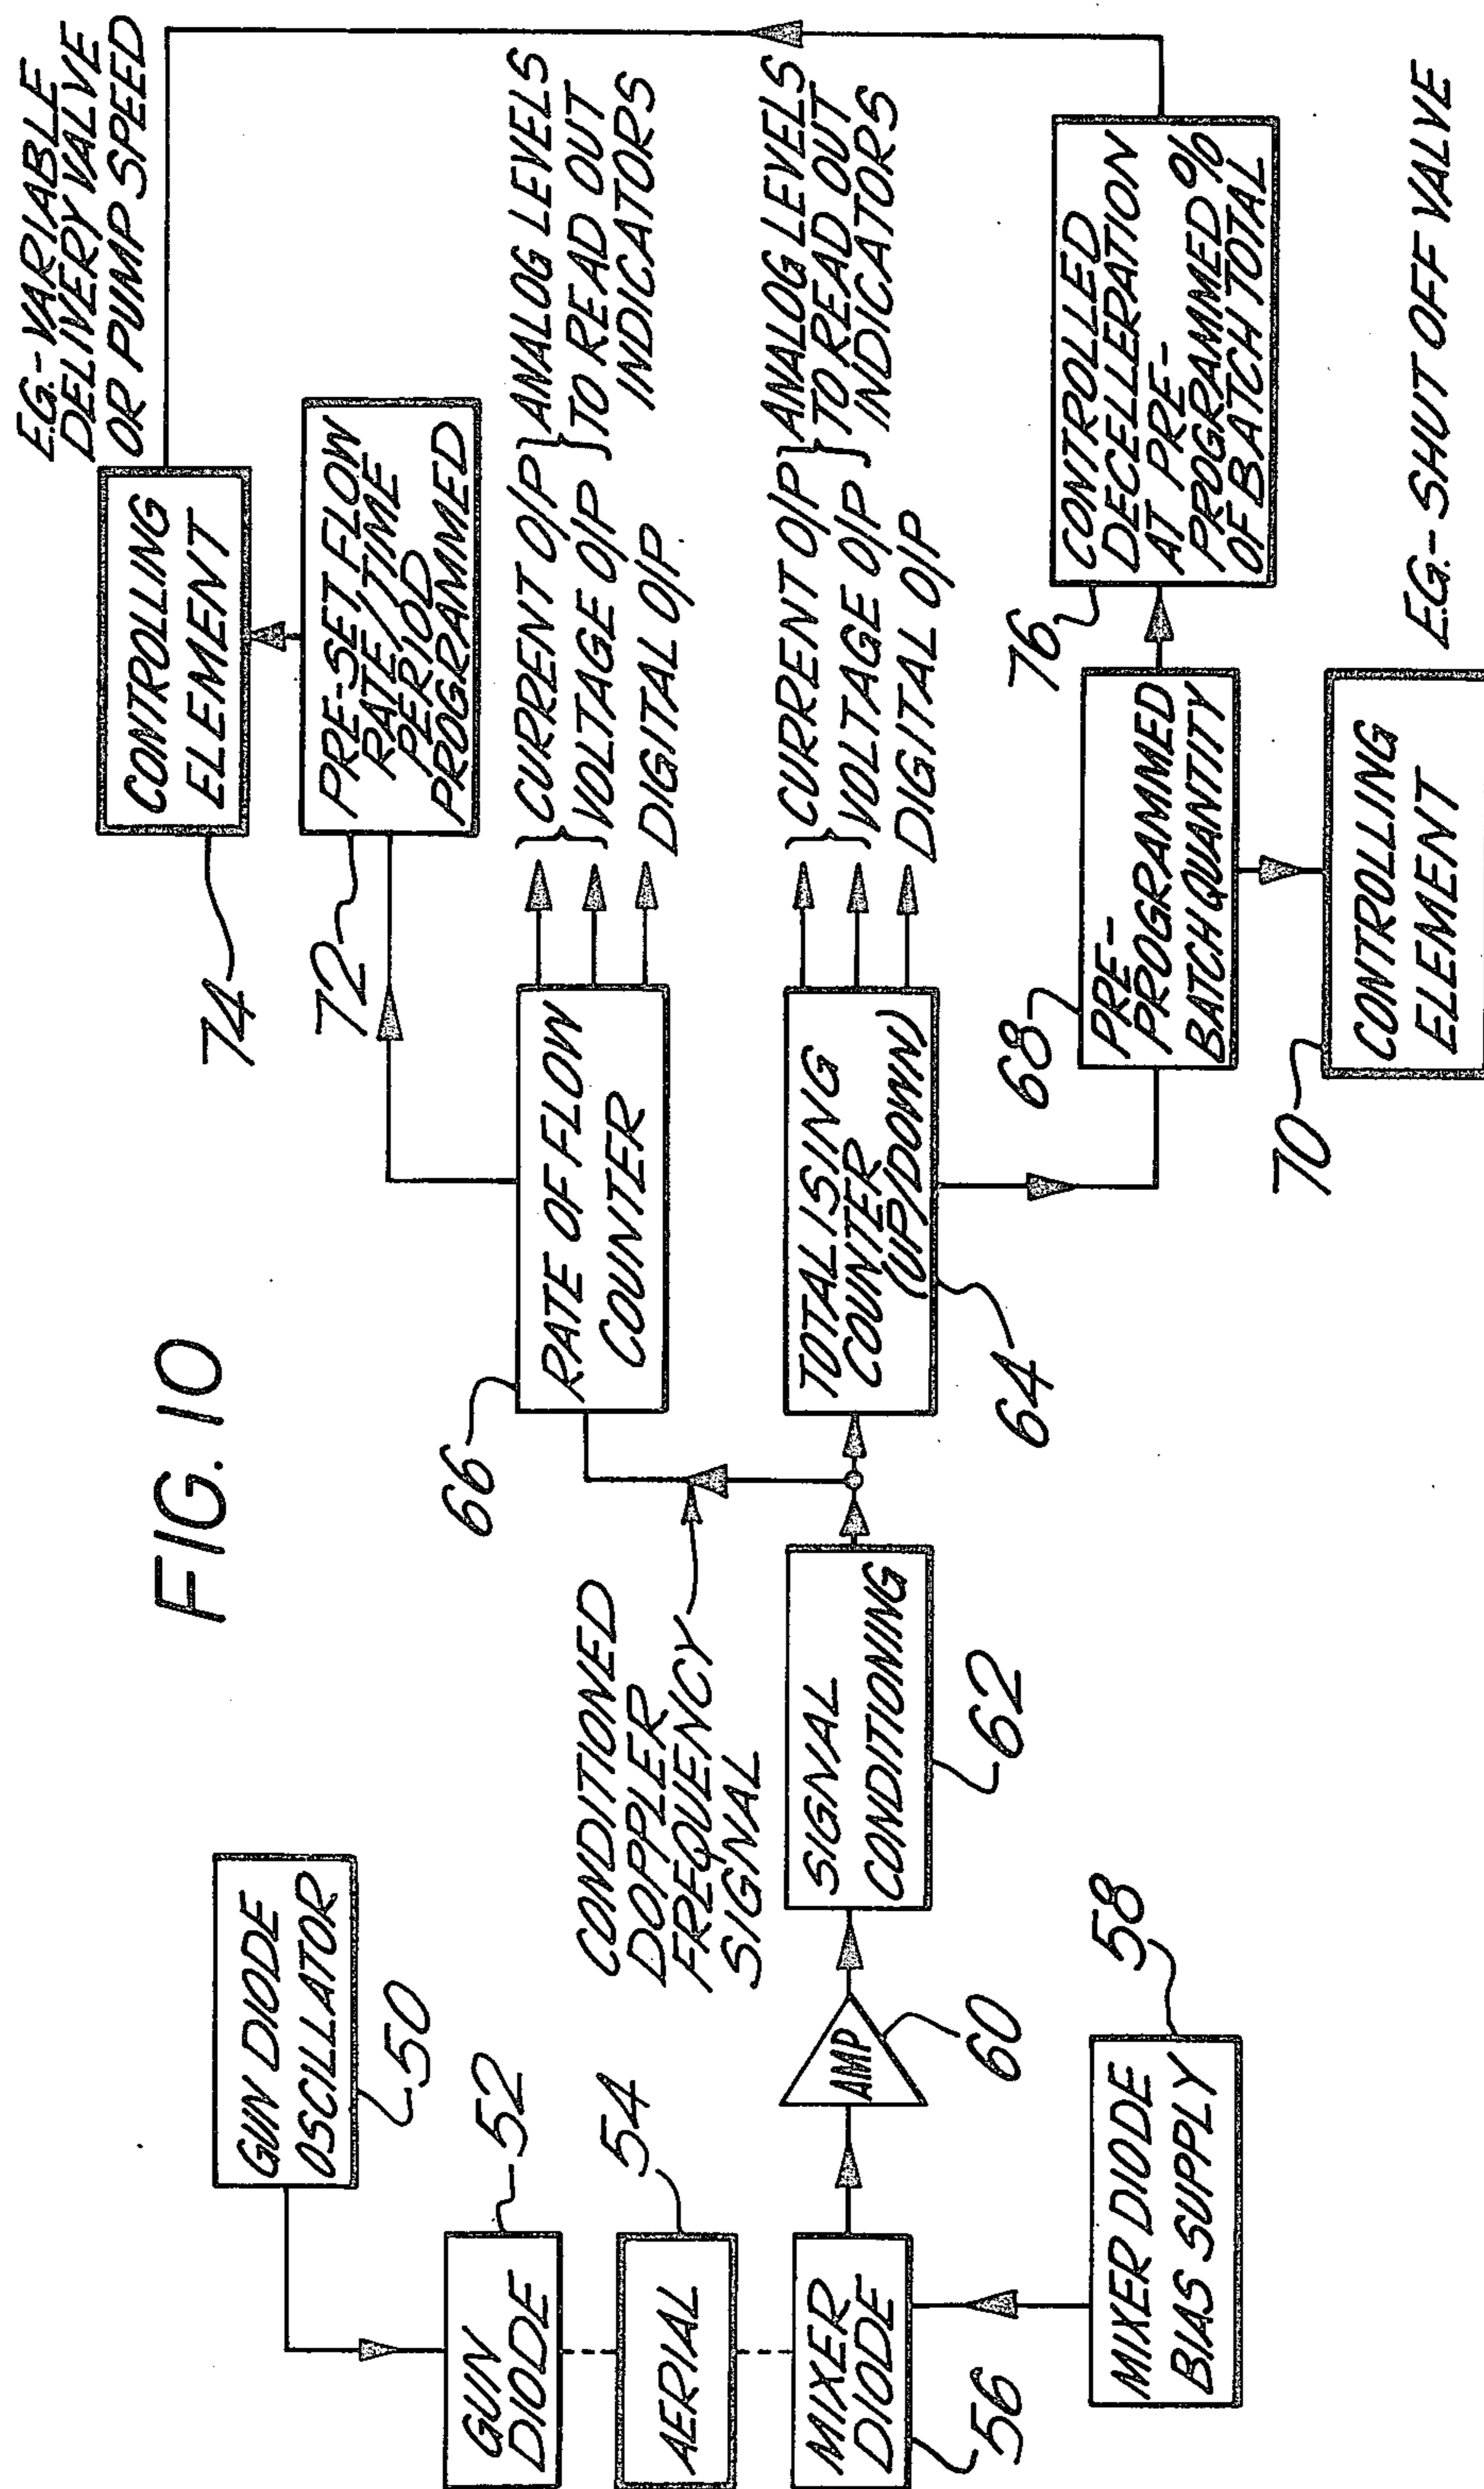 FIG. 10
GUN DIODE
OSCILLATOR
50
GUN
DIODE
52
AERIAL
54
MIXER
DIODE
56
MIXER DIODE
BIAS SUPPLY
58
AMP
60
SIGNAL
CONDITIONING
62
CONDITIONED
DOPPLER
FREQUENCY
SIGNAL
66
RATE OF FLOW
COUNTER
TOTALISING
COUNTER
(UP/DOWN)
64
CURRENT O/P } ANALOG LEVELS
VOLTAGE O/P } TO READ OUT
INDICATORS
DIGITAL O/P
CURRENT O/P } ANALOG LEVELS
VOLTAGE O/P } TO READ OUT
INDICATORS
DIGITAL O/P
72
PRE-SET FLOW
RATE/TIME
PERIOD
PROGRAMMED
74
CONTROLLING
ELEMENT
E.G.- VARIABLE
DELIVERY VALVE
OR PUMP SPEED
68
PRE-
PROGRAMMED
BATCH QUANTITY
70
CONTROLLING
ELEMENT
E.G.- SHUT OFF VALVE
76
CONTROLLED
DECELLERATION
AT PRE-
PROGRAMMED %
OF BATCH TOTAL